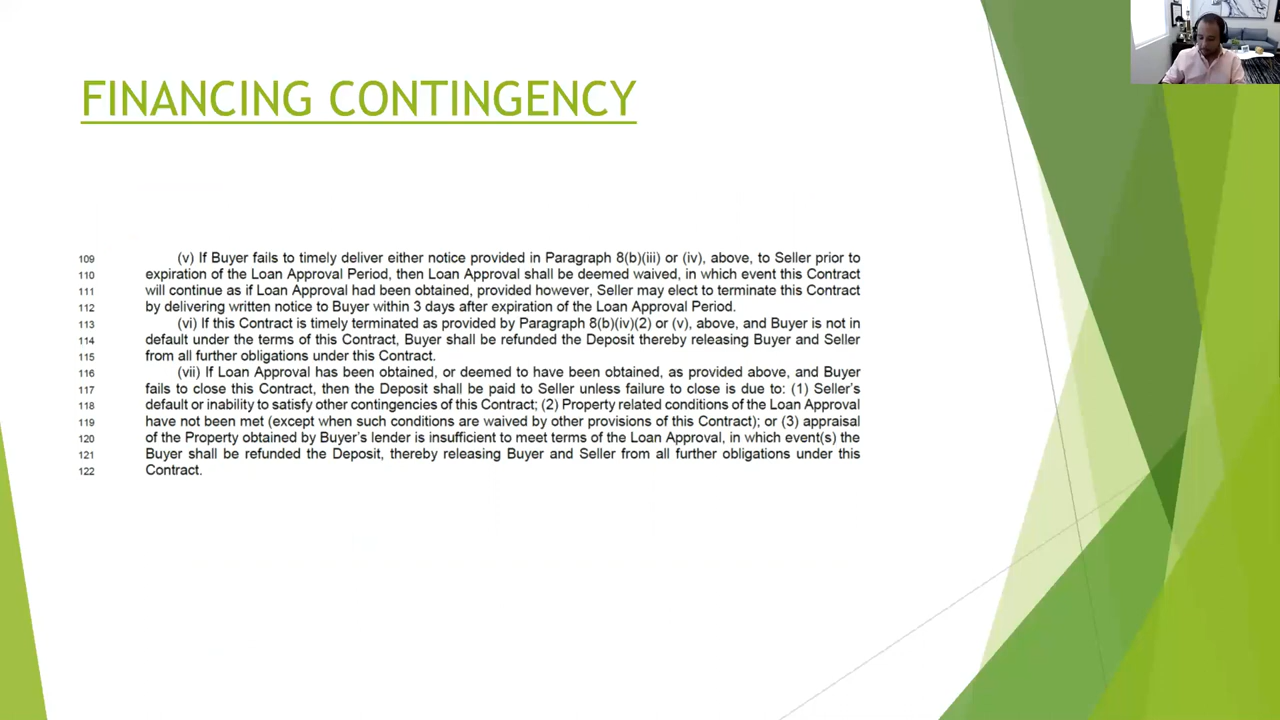 FINANCING CONTINGENCY
109 (v) If Buyer fails to timely deliver either notice provided in Paragraph 8(b)(iii) or (iv), above, to Seller prior to
110 expiration of the Loan Approval Period, then Loan Approval shall be deemed waived, in which event this Contract
111 will continue as if Loan Approval had been obtained, provided however, Seller may elect to terminate this Contract
112 by delivering written notice to Buyer within 3 days after expiration of the Loan Approval Period.
113 (vi) If this Contract is timely terminated as provided by Paragraph 8(b)(iv)(2) or (v), above, and Buyer is not in
114 default under the terms of this Contract, Buyer shall be refunded the Deposit thereby releasing Buyer and Seller
115 from all further obligations under this Contract.
116 (vii) If Loan Approval has been obtained, or deemed to have been obtained, as provided above, and Buyer
117 fails to close this Contract, then the Deposit shall be paid to Seller unless failure to close is due to: (1) Seller's
118 default or inability to satisfy other contingencies of this Contract; (2) Property related conditions of the Loan Approval
119 have not been met (except when such conditions are waived by other provisions of this Contract); or (3) appraisal
120 of the Property obtained by Buyer's lender is insufficient to meet terms of the Loan Approval, in which event(s) the
121 Buyer shall be refunded the Deposit, thereby releasing Buyer and Seller from all further obligations under this
122 Contract.